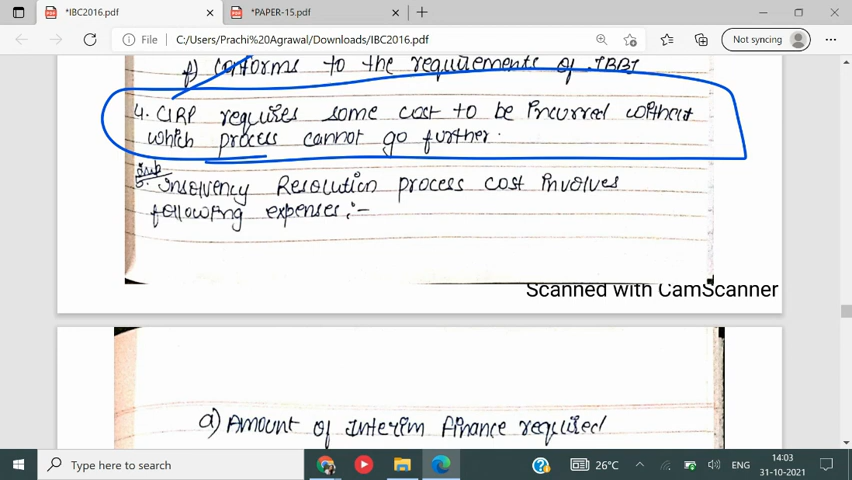 *IBC2016.pdf
*PAPER-15.pdf
File
C:/Users/Prachi%20Agrawal/Downloads/IBC2016.pdf
Not syncing
f) conforms to the requirements of IBBI
4. CIRP requires some cost to be incurred without
which process cannot go further.
Imp
5. Insolvency Resolution process cost involves
following expenses:-
Scanned with CamScanner
a) Amount of Interim finance required
Type here to search
26°C
ENG
14:03
31-10-2021